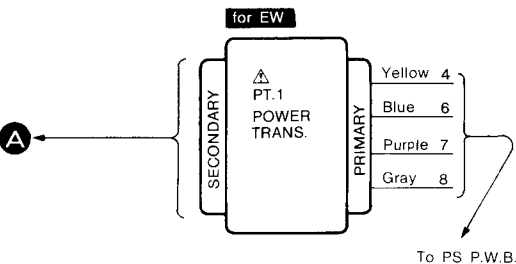 for EW
SECONDARY
PT.1
POWER
TRANS.
PRIMARY
Yellow 4
Blue 6
Purple 7
Gray 8
A
To PS P.W.B.